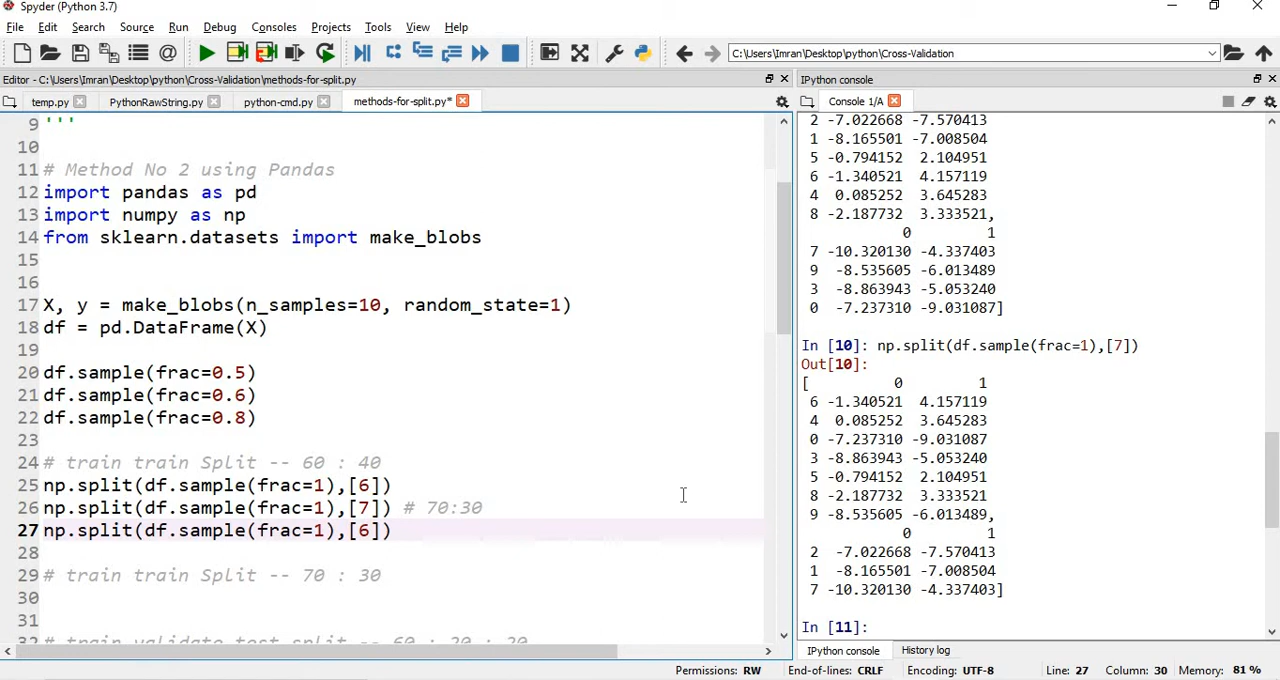 Spyder (Python 3.7)
File Edit Search Source Run Debug Consoles Projects Tools View Help
C:\Users\Imran\Desktop\python\Cross-Validation
Editor - C:\Users\Imran\Desktop\python\Cross-Validation\methods-for-split.py
temp.py PythonRawString.py python-cmd.py methods-for-split.py*
9 '''
10
11 # Method No 2 using Pandas
12 import pandas as pd
13 import numpy as np
14 from sklearn.datasets import make_blobs
15
16
17 X, y = make_blobs(n_samples=10, random_state=1)
18 df = pd.DataFrame(X)
19
20 df.sample(frac=0.5)
21 df.sample(frac=0.6)
22 df.sample(frac=0.8)
23
24 # train train Split -- 60 : 40
25 np.split(df.sample(frac=1),[6])
26 np.split(df.sample(frac=1),[7]) # 70:30
27 np.split(df.sample(frac=1),[6])
28
29 # train train Split -- 70 : 30
30
31
32 # train validate test split -- 60 : 20 : 20
IPython console
Console 1/A
2 -7.022668 -7.570413
1 -8.165501 -7.008504
5 -0.794152 2.104951
6 -1.340521 4.157119
4 0.085252 3.645283
8 -2.187732 3.333521,
0 1
7 -10.320130 -4.337403
9 -8.535605 -6.013489
3 -8.863943 -5.053240
0 -7.237310 -9.031087]
In [10]: np.split(df.sample(frac=1),[7])
Out[10]:
[ 0 1
6 -1.340521 4.157119
4 0.085252 3.645283
0 -7.237310 -9.031087
3 -8.863943 -5.053240
5 -0.794152 2.104951
8 -2.187732 3.333521
9 -8.535605 -6.013489,
0 1
2 -7.022668 -7.570413
1 -8.165501 -7.008504
7 -10.320130 -4.337403]
In [11]:
IPython console History log
Permissions: RW End-of-lines: CRLF Encoding: UTF-8 Line: 27 Column: 30 Memory: 81 %